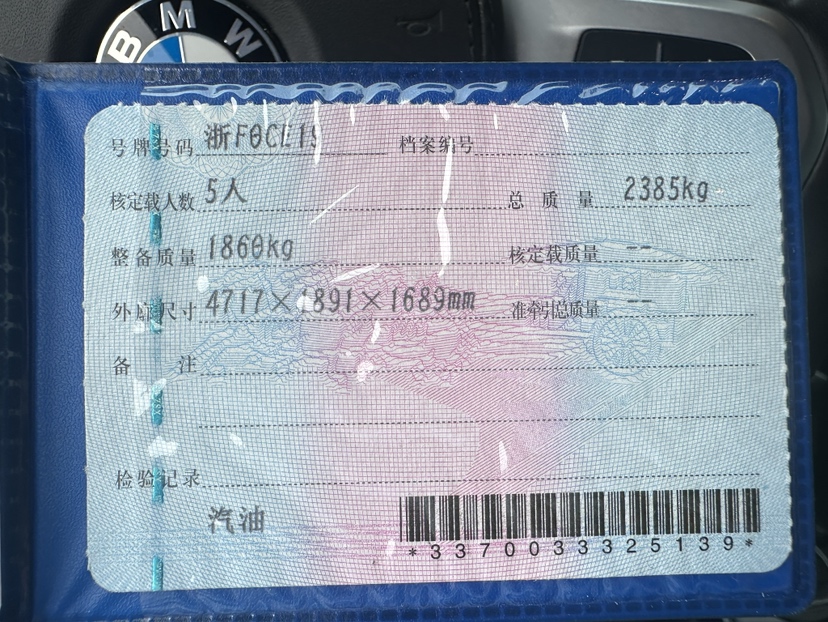 BMW
号牌号码 浙F0CE19 档案编号
核定载人数 5人 总质量 2385kg
整备质量 1860kg 核定载质量 --
外廓尺寸 4717×1891×1689mm 准牵引总质量 --
备注
检验记录
汽油
*3370033325139*